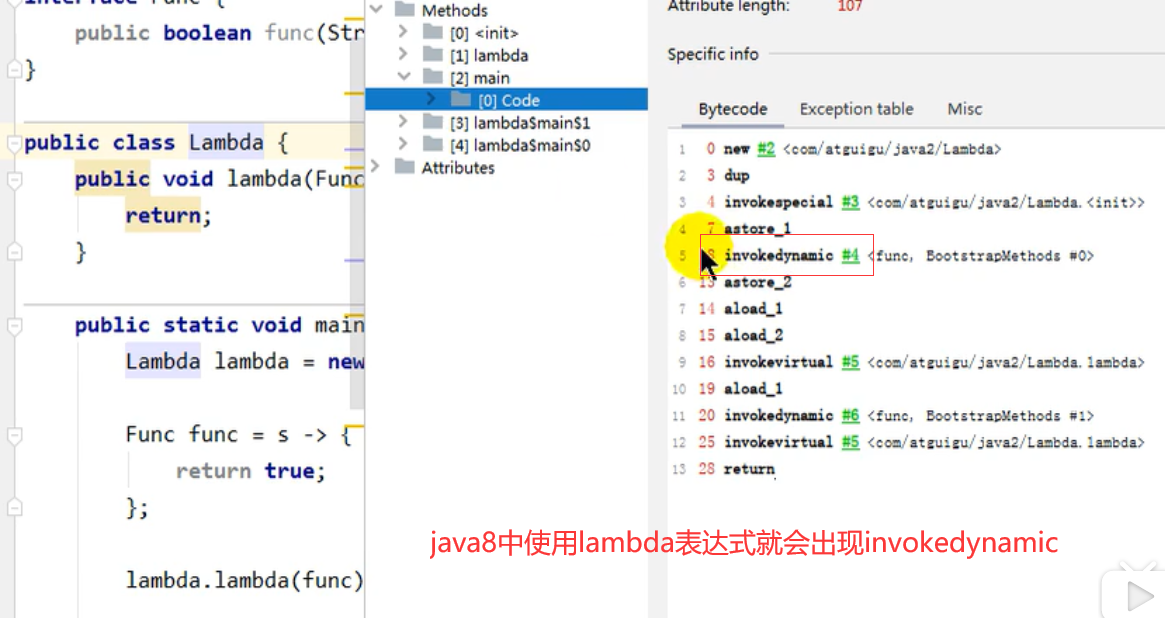 interface Func {
public boolean func(Str
}
public class Lambda {
public void lambda(Func
return;
}
public static void main
Lambda lambda = new
Func func = s -> {
return true;
};
lambda.lambda(func)
Methods
[0] <init>
[1] lambda
[2] main
[0] Code
[3] lambda$main$1
[4] lambda$main$0
Attributes
Attribute length: 107
Specific info
Bytecode Exception table Misc
1 0 new #2 <com/atguigu/java2/Lambda>
2 3 dup
3 4 invokespecial #3 <com/atguigu/java2/Lambda.<init>>
4 7 astore_1
5 8 invokedynamic #4 <func, BootstrapMethods #0>
6 13 astore_2
7 14 aload_1
8 15 aload_2
9 16 invokevirtual #5 <com/atguigu/java2/Lambda.lambda>
10 19 aload_1
11 20 invokedynamic #6 <func, BootstrapMethods #1>
12 25 invokevirtual #5 <com/atguigu/java2/Lambda.lambda>
13 28 return
java8中使用lambda表达式就会出现invokedynamic